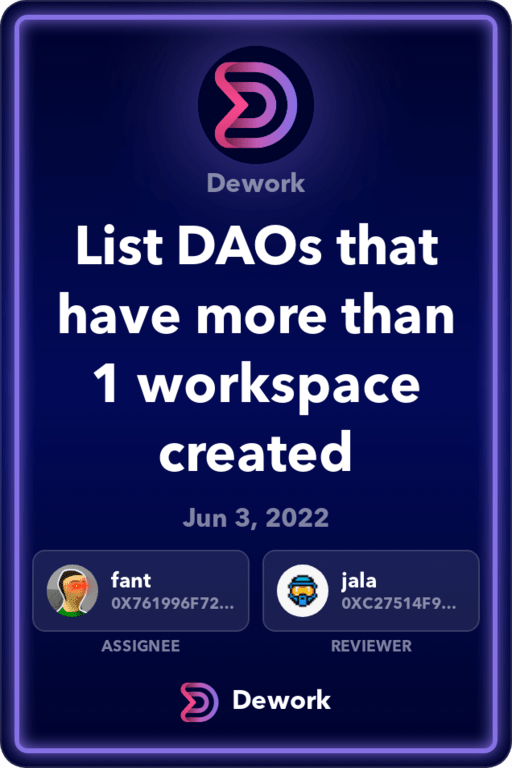 Dework
List DAOs that
have more than
1 workspace
created
Jun 3, 2022
fant
0X761996F72...
ASSIGNEE
jala
0XC27514F9...
REVIEWER
Dework